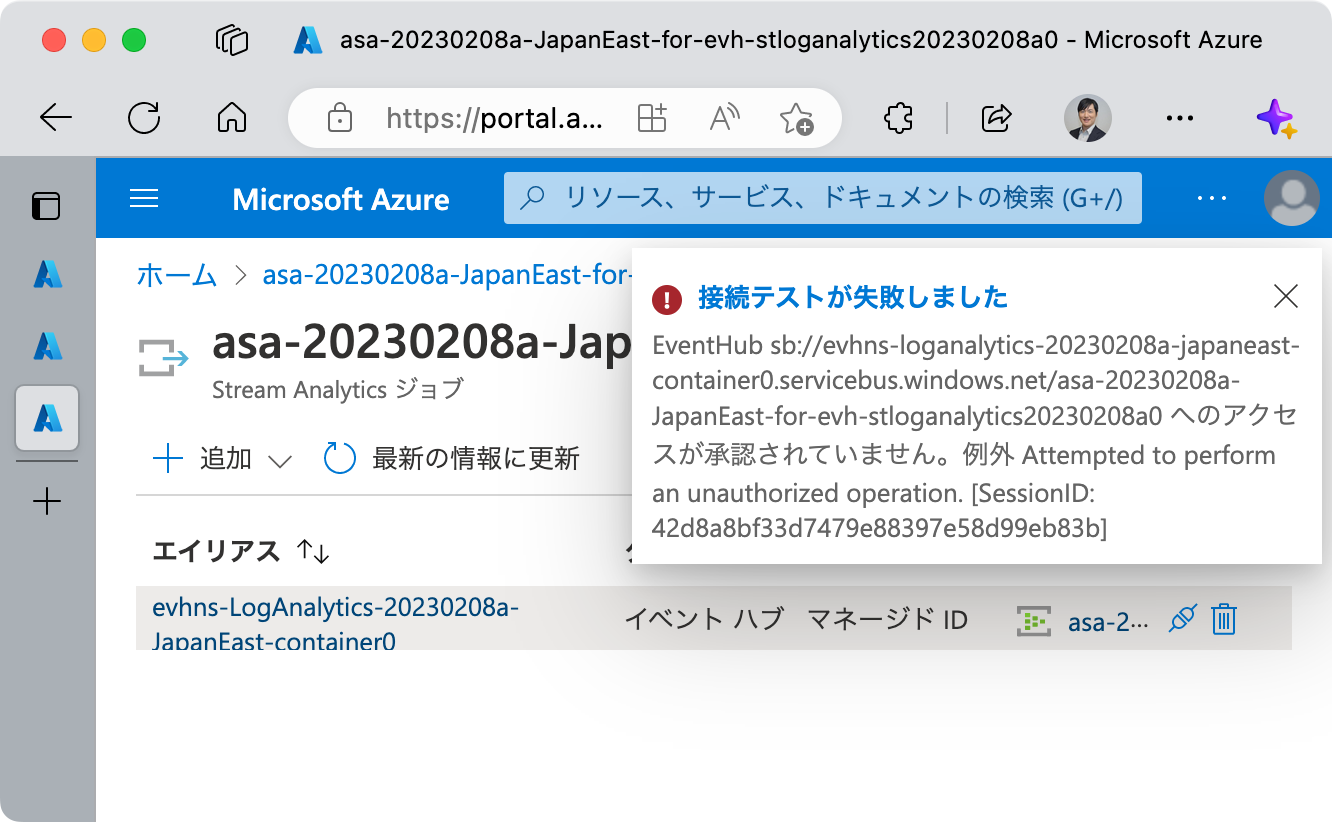 asa-20230208a-JapanEast-for-evh-stloganalytics20230208a0 - Microsoft Azure
https://portal.a...
Microsoft Azure
リソース、サービス、ドキュメントの検索 (G+/)
ホーム > asa-20230208a-JapanEast-for-
asa-20230208a-Jap
Stream Analytics ジョブ
追加
最新の情報に更新
接続テストが失敗しました
EventHub sb://evhns-loganalytics-20230208a-japaneast-
container0.servicebus.windows.net/asa-20230208a-
JapanEast-for-evh-stloganalytics20230208a0 へのアクセ
スが承認されていません。例外 Attempted to perform
an unauthorized operation. [SessionID:
42d8a8bf33d7479e88397e58d99eb83b]
エイリアス ↑↓
evhns-LogAnalytics-20230208a-
JapanEast-container0
イベント ハブ
マネージド ID
asa-2...